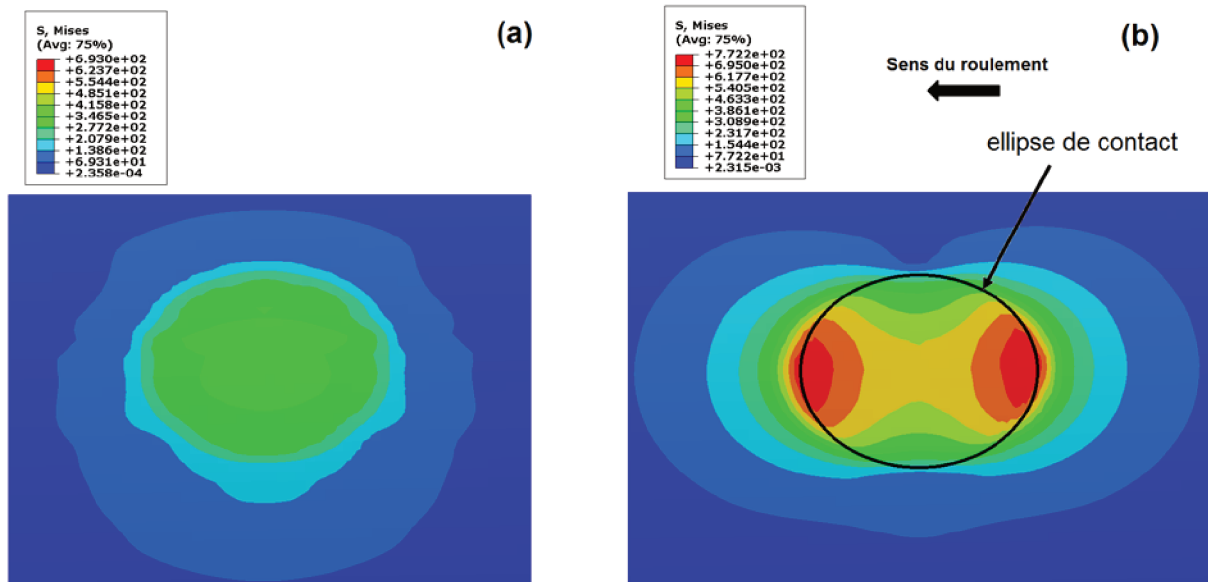 S, Mises
(Avg: 75%)
+6.930e+02
+6.237e+02
+5.544e+02
+4.851e+02
+4.158e+02
+3.465e+02
+2.772e+02
+2.079e+02
+1.386e+02
+6.931e+01
+2.358e-04
(a)
S, Mises
(Avg: 75%)
+7.722e+02
+6.950e+02
+6.177e+02
+5.405e+02
+4.633e+02
+3.861e+02
+3.089e+02
+2.317e+02
+1.544e+02
+7.722e+01
+2.315e-03
(b)
Sens du roulement
ellipse de contact